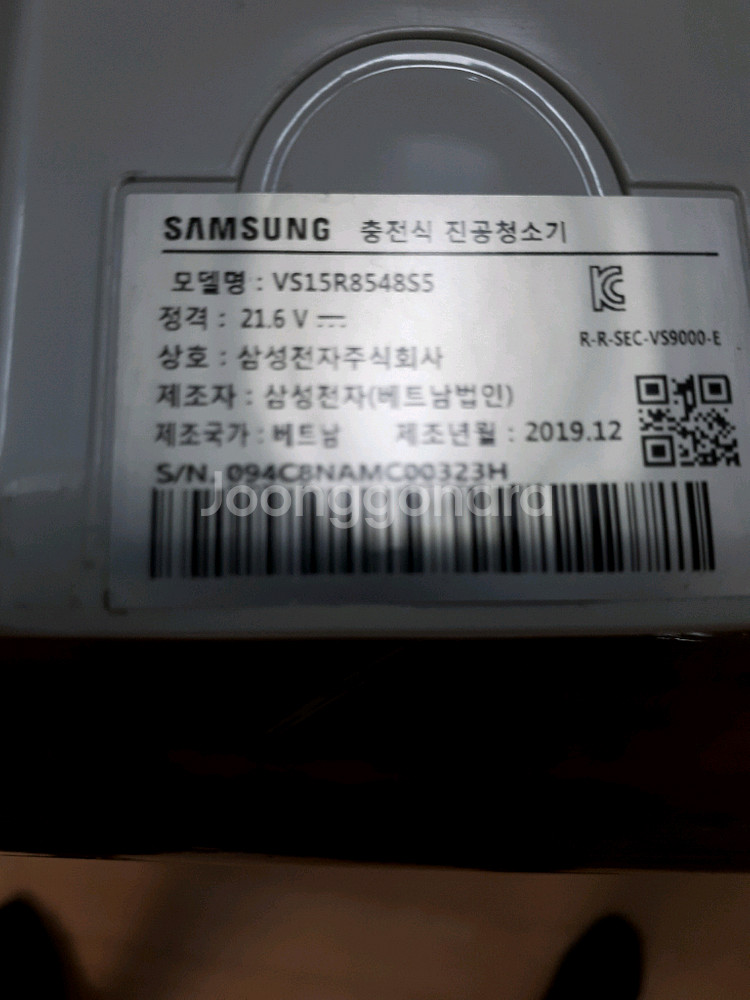 SAMSUNG 충전식 진공청소기
모델명 : VS15R8548S5
정격 : 21.6 V
R-R-SEC-VS9000-E
상호 : 삼성전자주식회사
제조자 : 삼성전자(베트남법인)
제조국가 : 베트남 제조년월 : 2019.12
S/N. 094C8NAMC00323H
Joonggonara